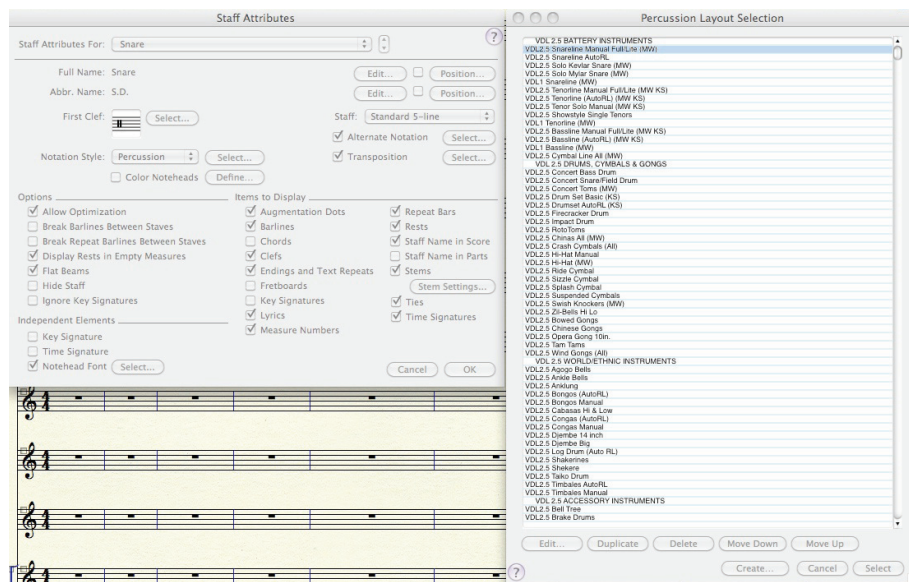 Staff Attributes
Staff Attributes For: Snare
?
Full Name: Snare Edit... Position...
Abbr. Name: S.D. Edit... Position...
First Clef: Select... Staff: Standard 5-line
Alternate Notation Select...
Notation Style: Percussion Select... Transposition Select...
Color Noteheads Define...
Options
Allow Optimization
Break Barlines Between Staves
Break Repeat Barlines Between Staves
Display Rests in Empty Measures
Flat Beams
Hide Staff
Ignore Key Signatures
Independent Elements
Key Signature
Time Signature
Notehead Font Select...
Items to Display
Augmentation Dots
Barlines
Chords
Clefs
Endings and Text Repeats
Fretboards
Key Signatures
Lyrics
Measure Numbers
Repeat Bars
Rests
Staff Name in Score
Staff Name in Parts
Stems
Stem Settings...
Ties
Time Signatures
Cancel OK
Percussion Layout Selection
VDL 2.5 BATTERY INSTRUMENTS
VDL2.5 Snareline Manual Full/Lite (MW)
VDL2.5 Snareline AutoRL
VDL2.5 Solo Kevlar Snare (MW)
VDL2.5 Solo Mylar Snare (MW)
VDL1 Snareline (MW)
VDL2.5 Tenorline Manual Full/Lite (MW KS)
VDL2.5 Tenorline (AutoRL) (MW KS)
VDL2.5 Tenor Solo Manual (MW KS)
VDL2.5 Showstyle Single Tenors
VDL1 Tenorline (MW)
VDL2.5 Bassline Manual Full/Lite (MW KS)
VDL2.5 Bassline (AutoRL) (MW KS)
VDL1 Bassline (MW)
VDL2.5 Cymbal Line All (MW)
VDL 2.5 DRUMS, CYMBALS & GONGS
VDL2.5 Concert Bass Drum
VDL2.5 Concert Snare/Field Drum
VDL2.5 Concert Toms (MW)
VDL2.5 Drum Set Basic (KS)
VDL2.5 Drumset AutoRL (KS)
VDL2.5 Firecracker Drum
VDL2.5 Impact Drum
VDL2.5 RotoToms
VDL2.5 Chinas All (MW)
VDL2.5 Crash Cymbals (All)
VDL2.5 Hi-Hat Manual
VDL2.5 Hi-Hat (MW)
VDL2.5 Ride Cymbal
VDL2.5 Sizzle Cymbal
VDL2.5 Splash Cymbal
VDL2.5 Suspended Cymbals
VDL2.5 Swish Knockers (MW)
VDL2.5 Zil-Bells Hi Lo
VDL2.5 Bowed Gongs
VDL2.5 Chinese Gongs
VDL2.5 Opera Gong 10in.
VDL2.5 Tam Tams
VDL2.5 Wind Gongs (All)
VDL 2.5 WORLD/ETHNIC INSTRUMENTS
VDL2.5 Agogo Bells
VDL2.5 Ankle Bells
VDL2.5 Anklung
VDL2.5 Bongos (AutoRL)
VDL2.5 Bongos Manual
VDL2.5 Cabasas Hi & Low
VDL2.5 Congas (AutoRL)
VDL2.5 Congas Manual
VDL2.5 Djembe 14 inch
VDL2.5 Djembe Big
VDL2.5 Log Drum (Auto RL)
VDL2.5 Shakerines
VDL2.5 Shekere
VDL2.5 Taiko Drum
VDL2.5 Timbales AutoRL
VDL2.5 Timbales Manual
VDL 2.5 ACCESSORY INSTRUMENTS
VDL2.5 Bell Tree
VDL2.5 Brake Drums
Edit... Duplicate Delete Move Down Move Up
? Create... Cancel Select